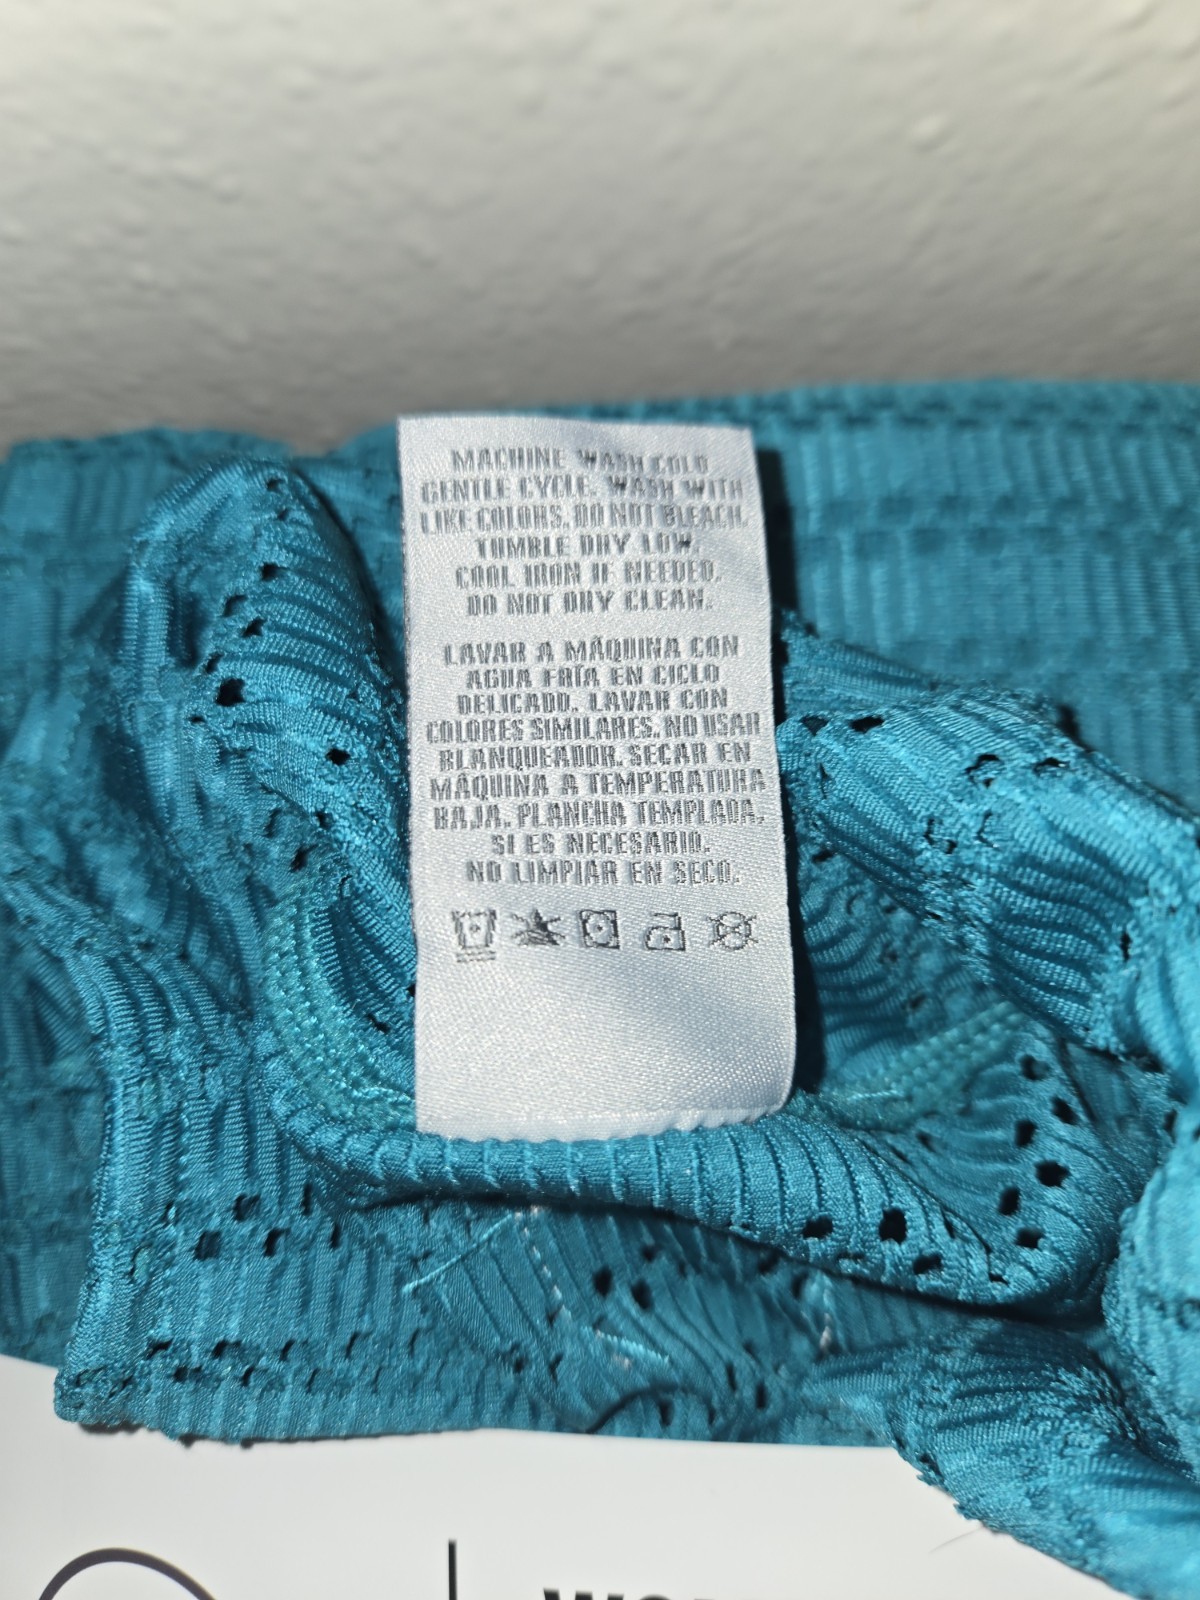 MACHINE WASH COLD
GENTLE CYCLE. WASH WITH
LIKE COLORS. DO NOT BLEACH.
TUMBLE DRY LOW.
COOL IRON IF NEEDED.
DO NOT DRY CLEAN.
LAVAR A MÁQUINA CON
AGUA FRÍA EN CICLO
DELICADO. LAVAR CON
COLORES SIMILARES. NO USAR
BLANQUEADOR. SECAR EN
MÁQUINA A TEMPERATURA
BAJA. PLANCHA TEMPLADA,
SI ES NECESARIO.
NO LIMPIAR EN SECO.